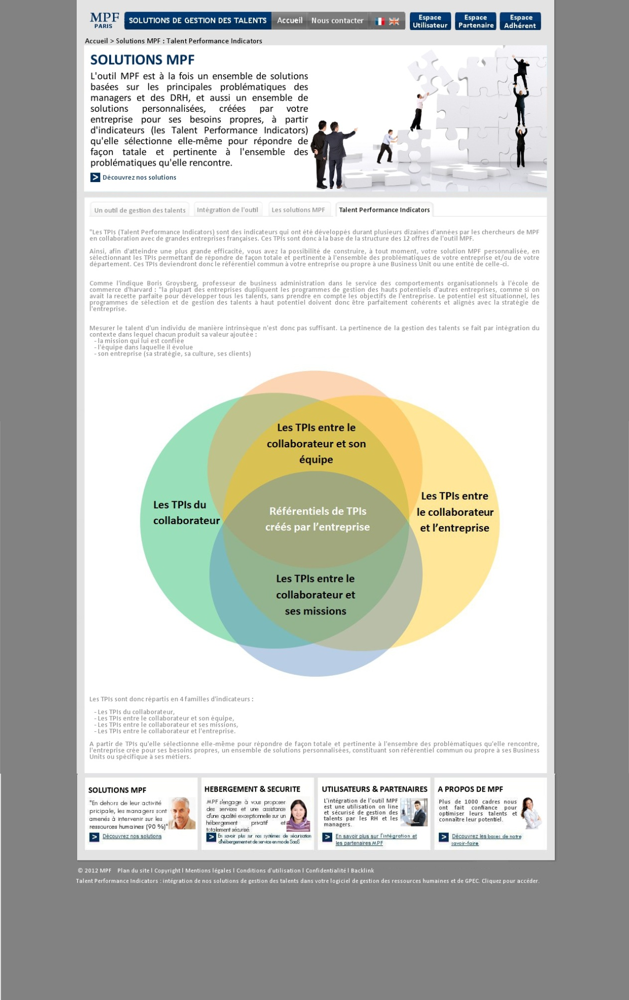 MPF
PARIS
SOLUTIONS DE GESTION DES TALENTS
Accueil
Nous contacter
Espace
Utilisateur
Espace
Partenaire
Espace
Adhérent
Accueil > Solutions MPF : Talent Performance Indicators
SOLUTIONS MPF
L'outil MPF est à la fois un ensemble de solutions
basées sur les principales problématiques des
managers et des DRH, et aussi un ensemble de
solutions personnalisées, créées par votre
entreprise pour ses besoins propres, à partir
d'indicateurs (les Talent Performance Indicators)
qu'elle sélectionne elle-même pour répondre de
façon tatale et pertinente à l'ensemble des
problématiques qu'elle rencontre.
> Découvrez nos solutions
Un outil de gestion des talents
Intégration de l'outil
Les solutions MPF
Talent Performance Indicators
"Les TPIs (Talent Performance Indicators) sont des indicateurs qui ont été développés durant plusieurs dizaines d'années par les chercheurs de MPF
en collaboration avec de grandes entreprises françaises. Ces TPIs sont donc à la base de la structure des 12 offres de l'outil MPF.
Ainsi, afin d'atteindre une plus grande efficacité, vous avez la possibilité de construire, à tout moment, votre solution MPF personnalisée, en
sélectionnant les TPIs permettant de répondre de façon totale et pertinente à l'ensemble des problématiques de votre entreprise et/ou de votre
département. Ces TPIs deviendront donc le référentiel commun à votre entreprise ou propre à une Business Unit ou une entité de celle-ci.
Comme l'indique Boris Groysberg, professeur de business administration dans le service des comportements organisationnels à l'école de
commerce d'harvard : "la plupart des entreprises dupliquent les programmes de gestion des hauts potentiels d'autres entreprises, comme si on
avait la recette parfaite pour développer tous les talents, sans prendre en compte les objectifs de l'entreprise. Le potentiel est situationnel, les
programmes de sélection et de gestion des talents à haut potentiel doivent donc être parfaitement cohérents et alignés avec la stratégie de
l'entreprise.
Mesurer le talent d'un individu de manière intrinsèque n'est donc pas suffisant. La pertinence de la gestion des talents se fait par intégration du
contexte dans lequel chacun produit sa valeur ajoutée :
- la mission qui lui est confiée
- l'équipe dans laquelle il évolue
- son entreprise (sa stratégie, sa culture, ses clients)
Les TPIs entre le
collaborateur et son
équipe
Les TPIs du
collaborateur
Référentiels de TPIs
créés par l'entreprise
Les TPIs entre
le collaborateur
et l'entreprise
Les TPIs entre le
collaborateur et
ses missions
Les TPIs sont donc répartis en 4 familles d'indicateurs :
- Les TPIs du collaborateur,
- Les TPIs entre le collaborateur et son équipe,
- Les TPIs entre le collaborateur et ses missions,
- Les TPIs entre le collaborateur et l'entreprise.
A partir de TPIs qu'elle sélectionne elle-même pour répondre de façon totale et pertinente à l'ensembre des problématiques qu'elle rencontre,
l'entreprise crée pour ses besoins propres, un ensemble de solutions personnalisées, constituant son référentiel commun ou propre à ses Business
Units ou spécifique à ses métiers.
SOLUTIONS MPF
"En dehors de leur activité
pricipale, les managers sont
amenés à intervenir sur les
ressources humaines (90 %)"
> Découvrez nos solutions
HEBERGEMENT & SECURITE
MPF s'engage à vous proposer
des services et une assistance
d'une qualité exceptionnelle sur un
hébergement privatif et
totalement sécurisé.
> En savoir plus sur nos systèmes de sécurisation
d'hébergement et de service en mode SaaS
UTILISATEURS & PARTENAIRES
L'intégration de l'outil MPF
est une utilisation on line
et sécurisé de gestion des
talents par les RH et les
managers.
> En savoir plus sur l'intégration et
les partenaires MPF
A PROPOS DE MPF
Plus de 1000 cadres nous
ont fait confiance pour
optimiser leurs talents et
connaître leur potentiel.
> Découvrez les bases de notre
savoir-faire
© 2012 MPF Plan du site l Copyright l Mentions légales l Conditions d'utilisation l Confidentialité l Backlink
Talent Performance Indicators : intégration de nos solutions de gestion des talents dans votre logiciel de gestion des ressources humaines et de GPEC. Cliquez pour accéder.